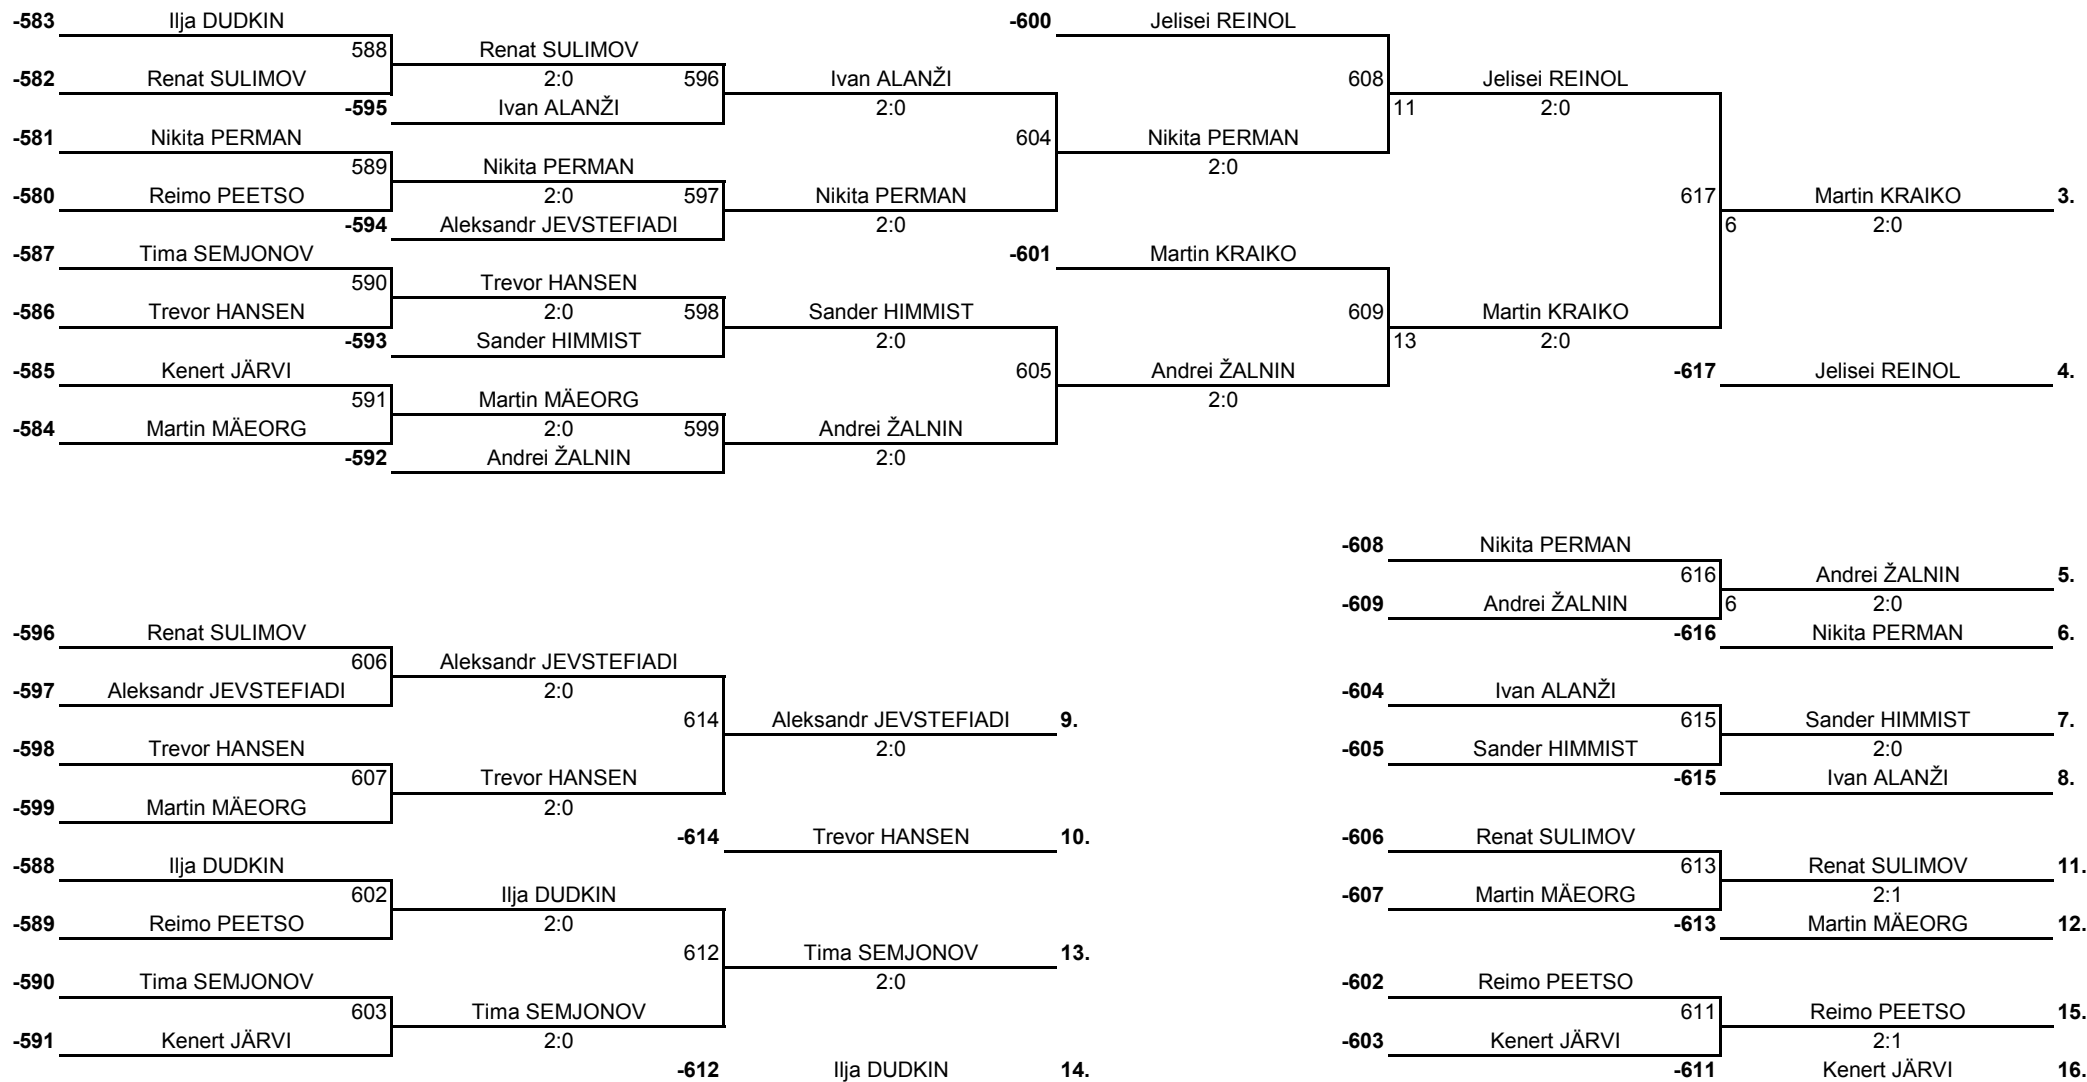 -583 Ilja DUDKIN -600 Jelisei REINOL
588 Renat SULIMOV
-582 Renat SULIMOV 2:0 596 Ivan ALANŽI 608 Jelisei REINOL
-595 Ivan ALANŽI 2:0 11 2:0
-581 Nikita PERMAN 604 Nikita PERMAN
589 Nikita PERMAN 2:0
-580 Reimo PEETSO 2:0 597 Nikita PERMAN 617 Martin KRAIKO 3.
-594 Aleksandr JEVSTEFIADI 2:0 6 2:0
-587 Tima SEMJONOV -601 Martin KRAIKO
590 Trevor HANSEN
-586 Trevor HANSEN 2:0 598 Sander HIMMIST 609 Martin KRAIKO
-593 Sander HIMMIST 2:0 13 2:0
-585 Kenert JÄRVI 605 Andrei ŽALNIN -617 Jelisei REINOL 4.
591 Martin MÄEORG 2:0
-584 Martin MÄEORG 2:0 599 Andrei ŽALNIN
-592 Andrei ŽALNIN 2:0
-608 Nikita PERMAN
616 Andrei ŽALNIN 5.
-609 Andrei ŽALNIN 6 2:0
-596 Renat SULIMOV -616 Nikita PERMAN 6.
606 Aleksandr JEVSTEFIADI
-597 Aleksandr JEVSTEFIADI 2:0 -604 Ivan ALANŽI
614 Aleksandr JEVSTEFIADI 9. 615 Sander HIMMIST 7.
-598 Trevor HANSEN 2:0 -605 Sander HIMMIST 2:0
607 Trevor HANSEN -615 Ivan ALANŽI 8.
-599 Martin MÄEORG 2:0
-614 Trevor HANSEN 10. -606 Renat SULIMOV
-588 Ilja DUDKIN 613 Renat SULIMOV 11.
602 Ilja DUDKIN -607 Martin MÄEORG 2:1
-589 Reimo PEETSO 2:0 -613 Martin MÄEORG 12.
612 Tima SEMJONOV 13.
-590 Tima SEMJONOV 2:0 -602 Reimo PEETSO
603 Tima SEMJONOV 611 Reimo PEETSO 15.
-591 Kenert JÄRVI 2:0 -603 Kenert JÄRVI 2:1
-612 Ilja DUDKIN 14. -611 Kenert JÄRVI 16.